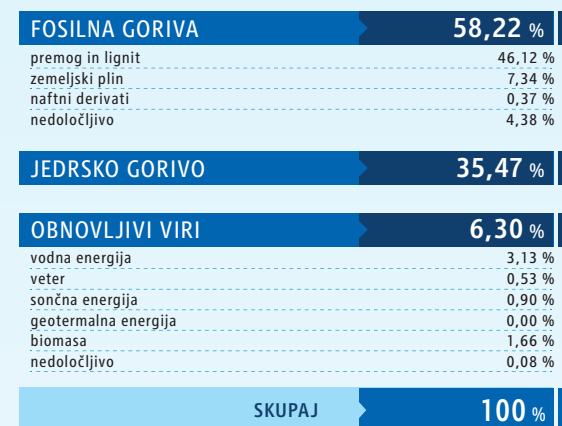 FOSILNA GORIVA 58,22 %
premog in lignit 46,12 %
zemeljski plin 7,34 %
naftni derivati 0,37 %
nedoločljivo 4,38 %
JEDRSKO GORIVO 35,47 %
OBNOVLJIVI VIRI 6,30 %
vodna energija 3,13 %
veter 0,53 %
sončna energija 0,90 %
geotermalna energija 0,00 %
biomasa 1,66 %
nedoločljivo 0,08 %
SKUPAJ 100 %